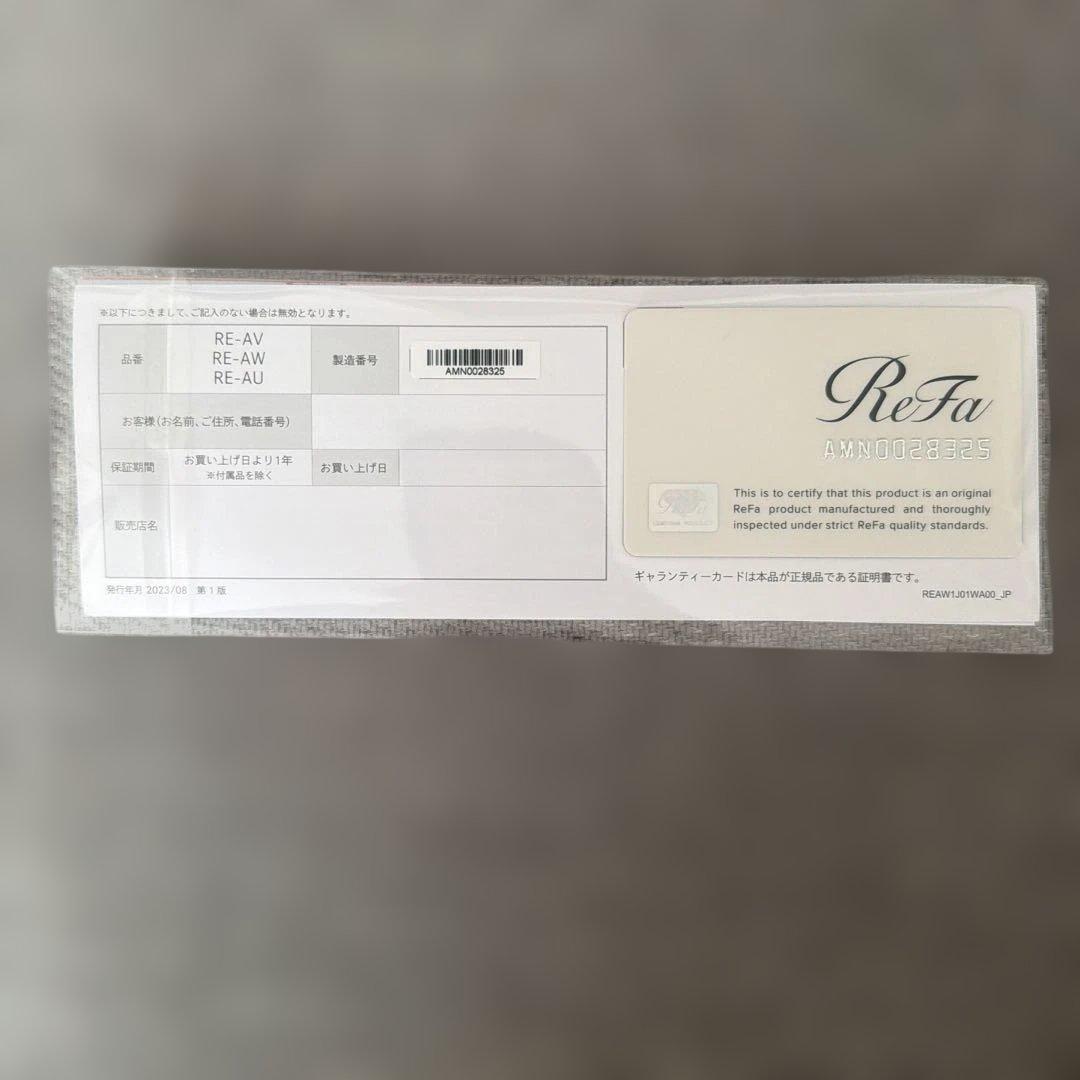 ※以下につきまして、ご記入のない場合は無効となります。
品番
RE-AV
RE-AW
RE-AU
製造番号
AMN0028325
お客様(お名前、ご住所、電話番号)
保証期間
お買い上げ日より1年
※付属品を除く
お買い上げ日
販売店名
発行年月 2023/08 第1版
ReFa
AMN0028325
ReFa
This is to certify that this product is an original
ReFa product manufactured and thoroughly
inspected under strict ReFa quality standards.
ギャランティーカードは本品が正規品である証明書です。
REAW1J01WA00_JP